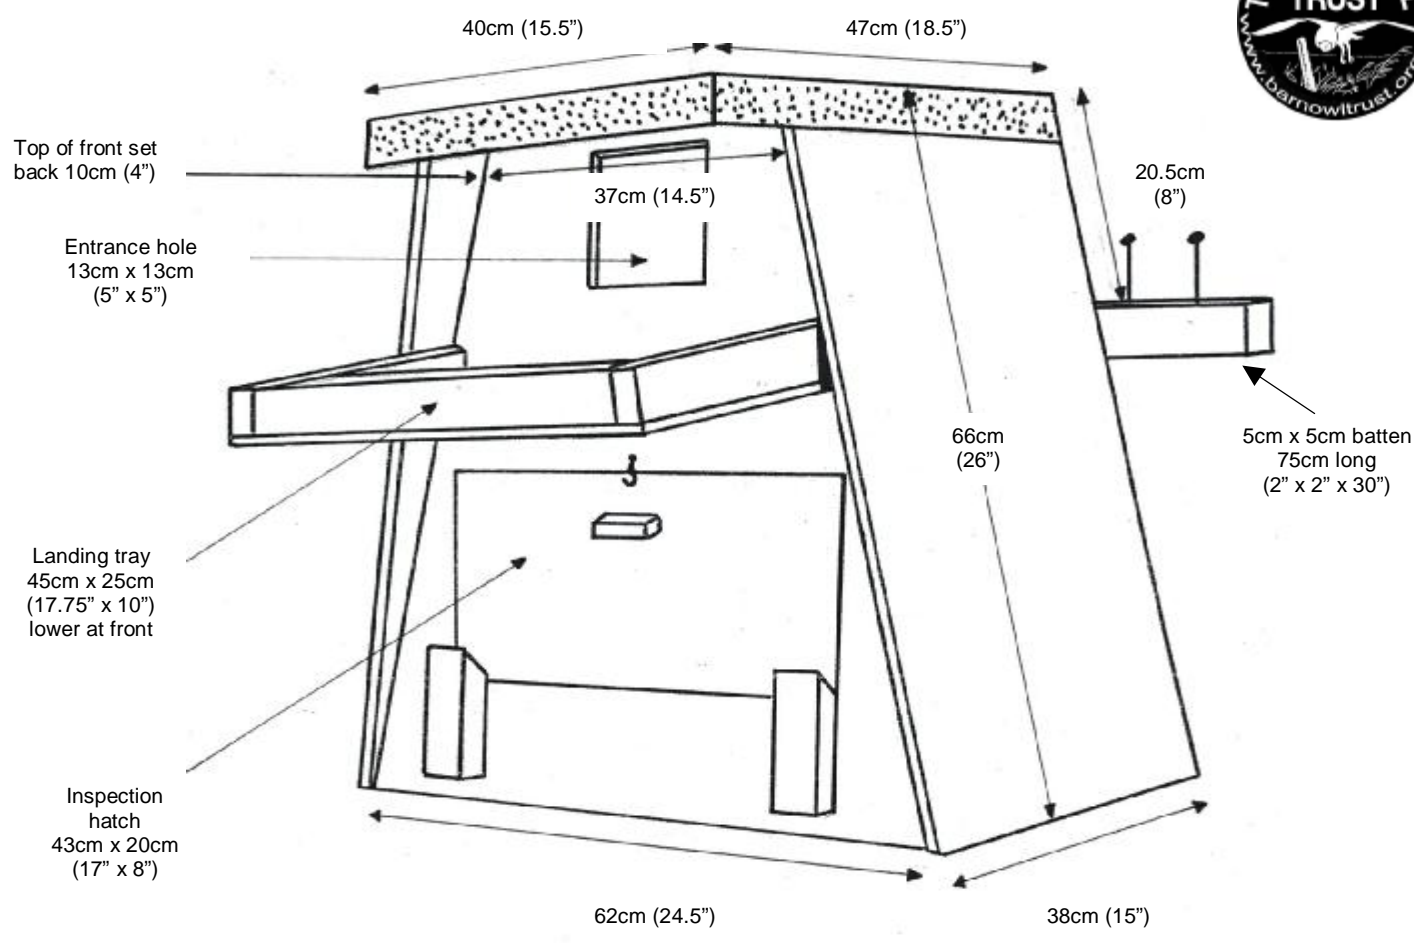 40cm (15.5”)
47cm (18.5”)
TRUST
www.barnowltrust.org
Top of front set
back 10cm (4”)
20.5cm
(8”)
37cm (14.5”)
Entrance hole
13cm x 13cm
(5” x 5”)
66cm
(26”)
5cm x 5cm batten
75cm long
(2” x 2” x 30”)
Landing tray
45cm x 25cm
(17.75” x 10”)
lower at front
Inspection
hatch
43cm x 20cm
(17” x 8”)
62cm (24.5”)
38cm (15”)